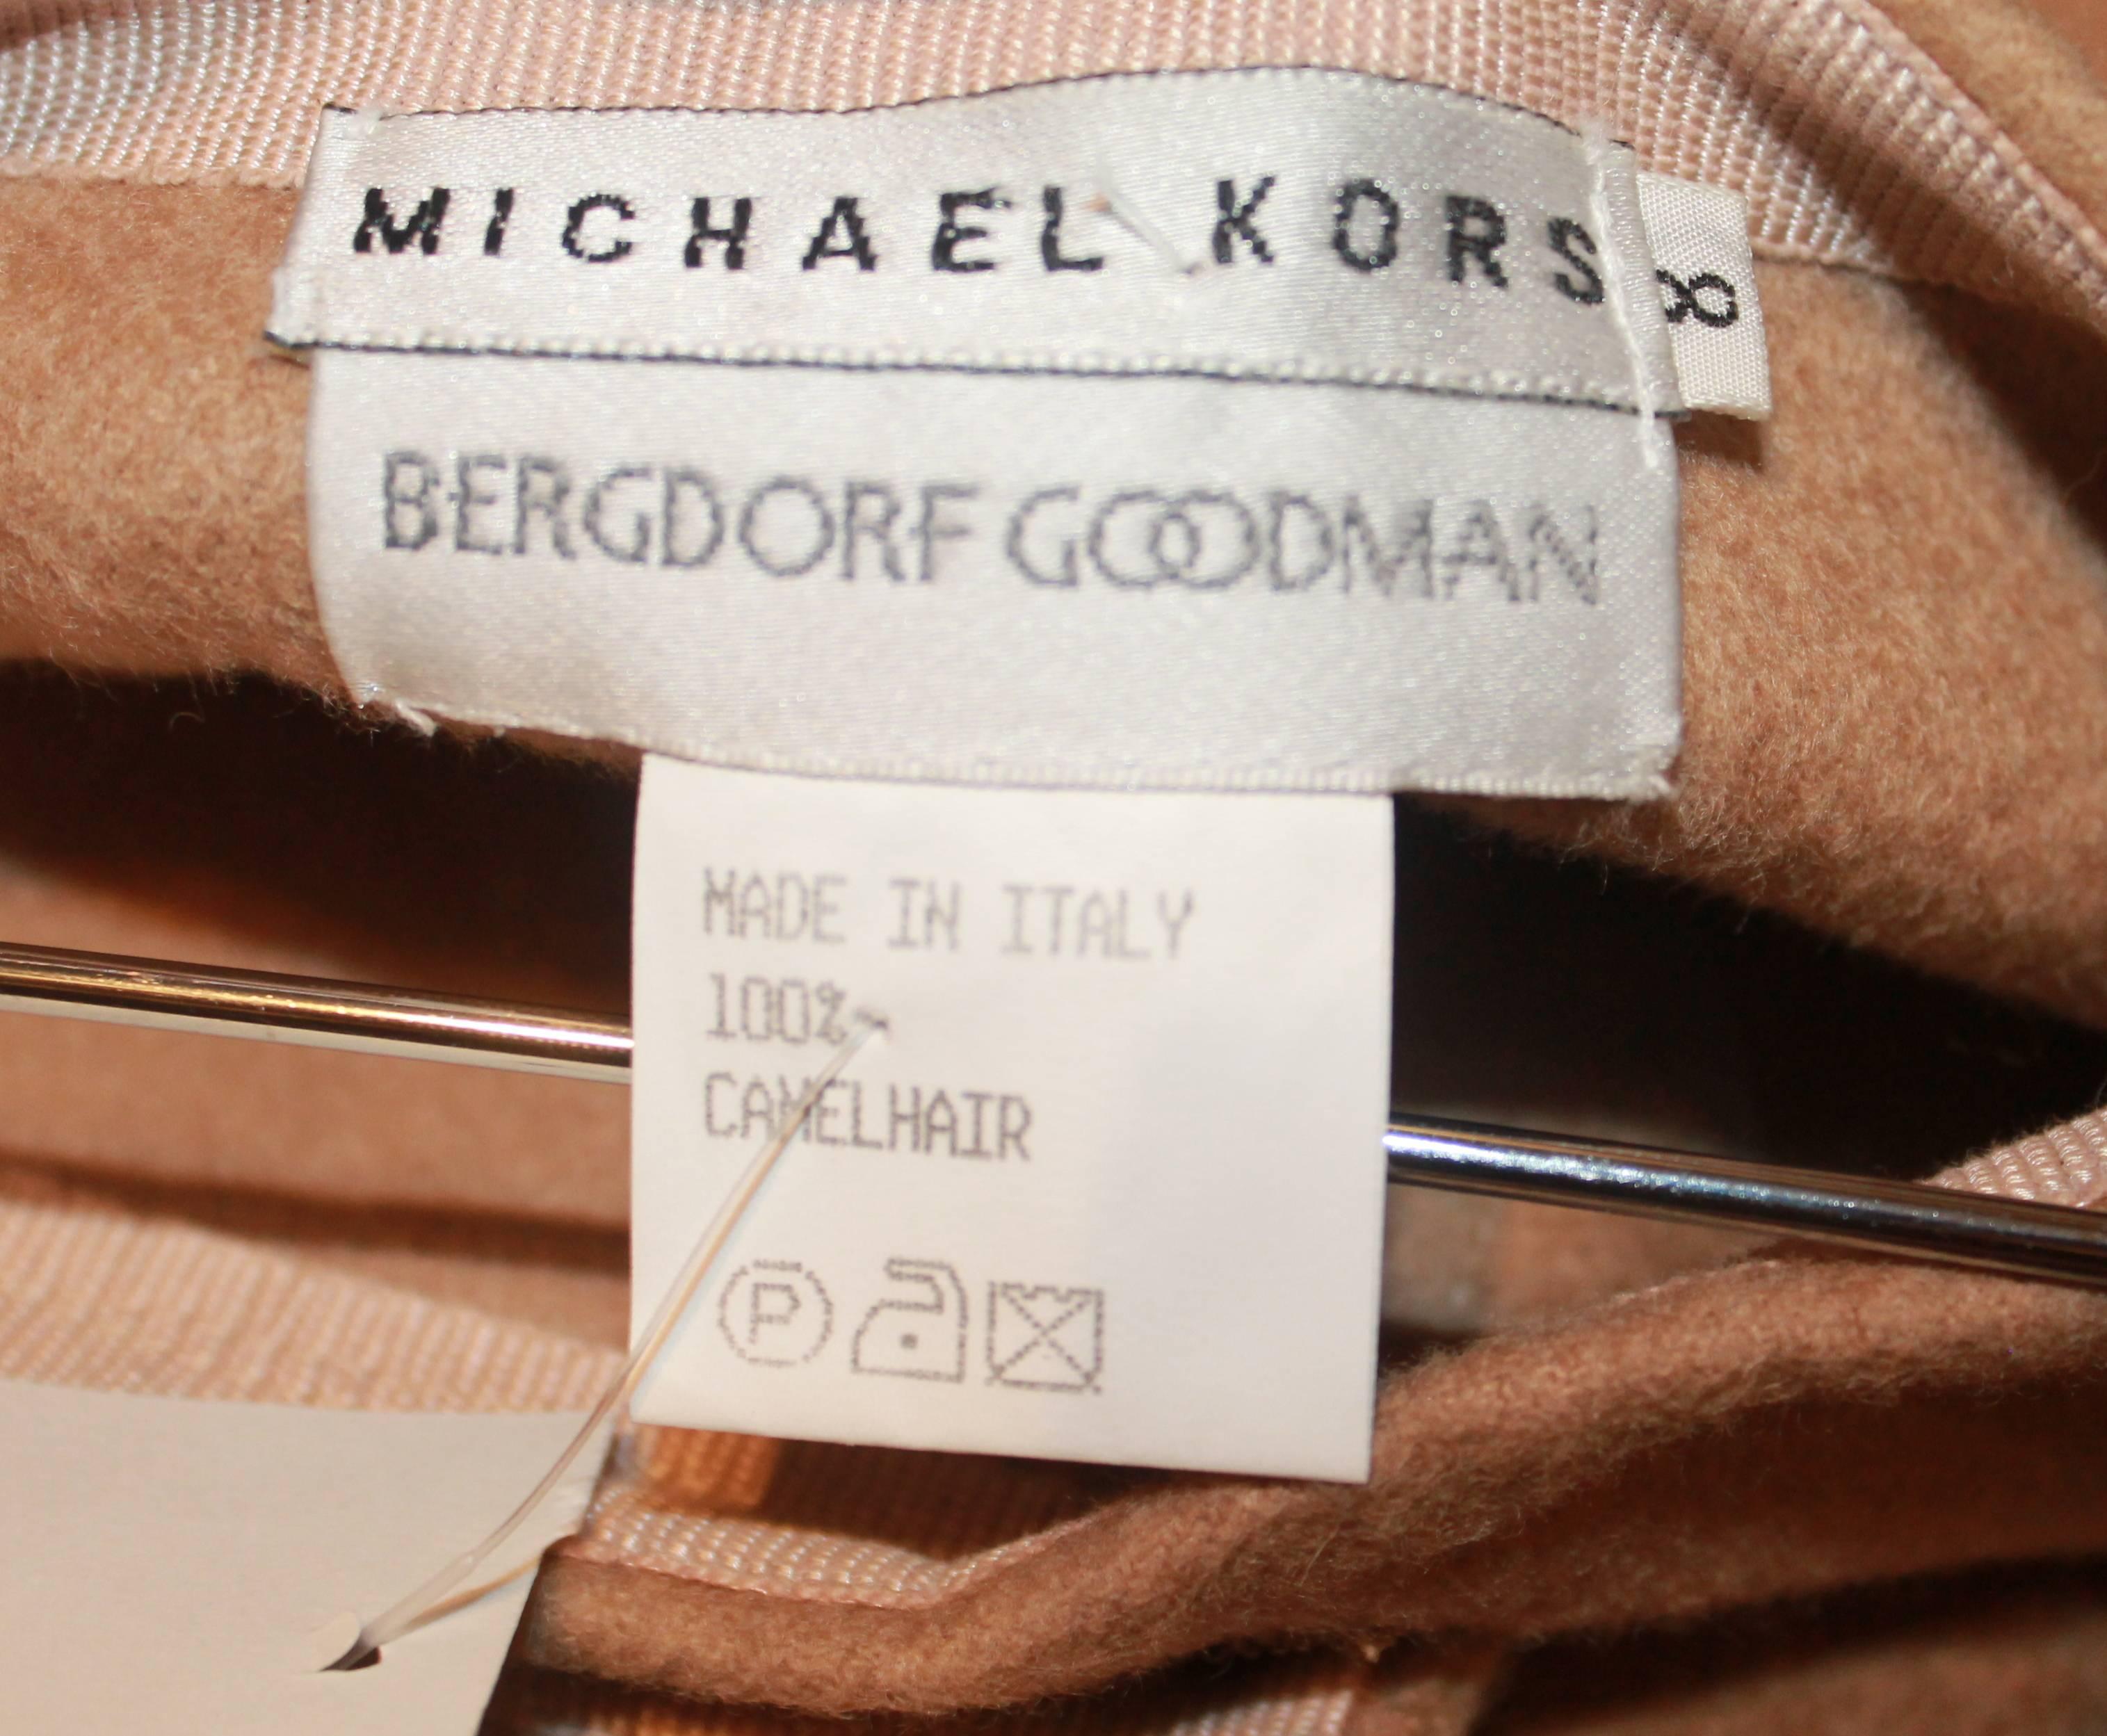 MICHAEL KORS
8
BERGDORF GOODMAN
MADE IN ITALY
100%
CAMELHAIR
P